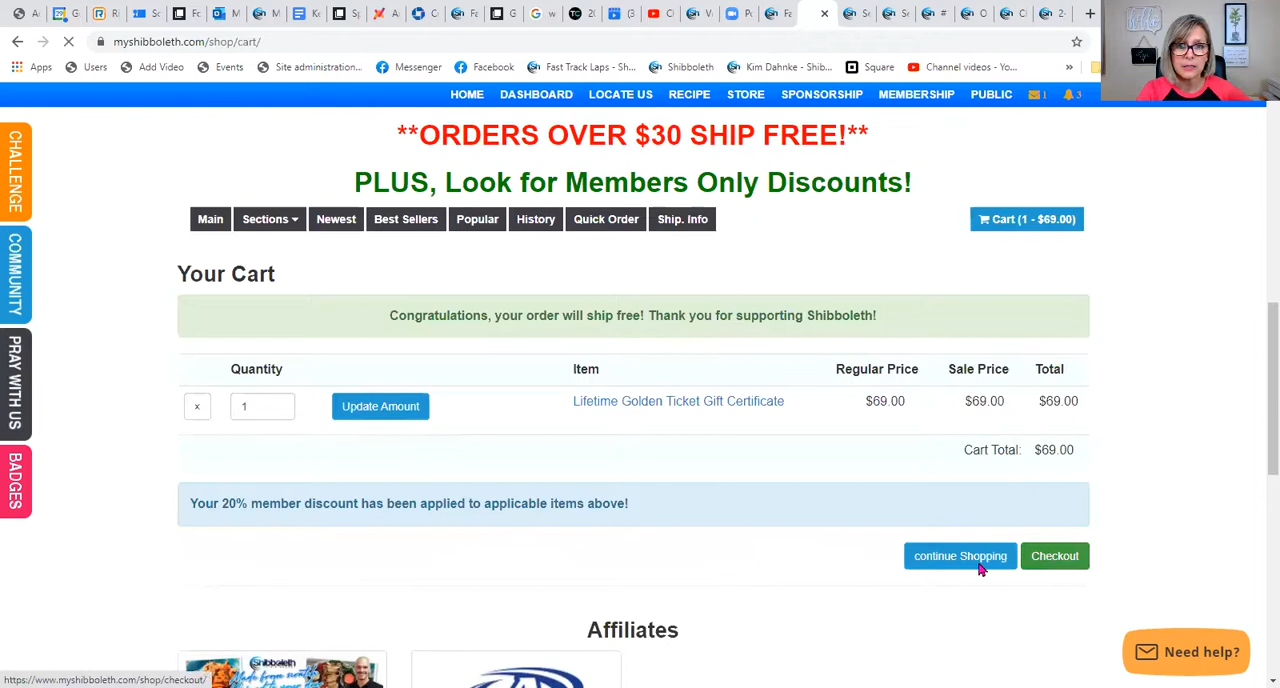 myshibboleth.com/shop/cart/
Apps Users Add Video Events Site administration... Messenger Facebook Fast Track Laps - Sh... Shibboleth Kim Dahnke - Shib... Square Channel videos - Yo... »
HOME DASHBOARD LOCATE US RECIPE STORE SPONSORSHIP MEMBERSHIP PUBLIC 1 3
**ORDERS OVER $30 SHIP FREE!**
PLUS, Look for Members Only Discounts!
Main Sections Newest Best Sellers Popular History Quick Order Ship. Info Cart (1 - $69.00)
CHALLENGE
COMMUNITY
PRAY WITH US
BADGES
Your Cart
Congratulations, your order will ship free! Thank you for supporting Shibboleth!
Quantity Item Regular Price Sale Price Total
x 1 Update Amount Lifetime Golden Ticket Gift Certificate $69.00 $69.00 $69.00
Cart Total: $69.00
Your 20% member discount has been applied to applicable items above!
continue Shopping Checkout
Affiliates
Shibboleth
Need help?
https://www.myshibboleth.com/shop/checkout/